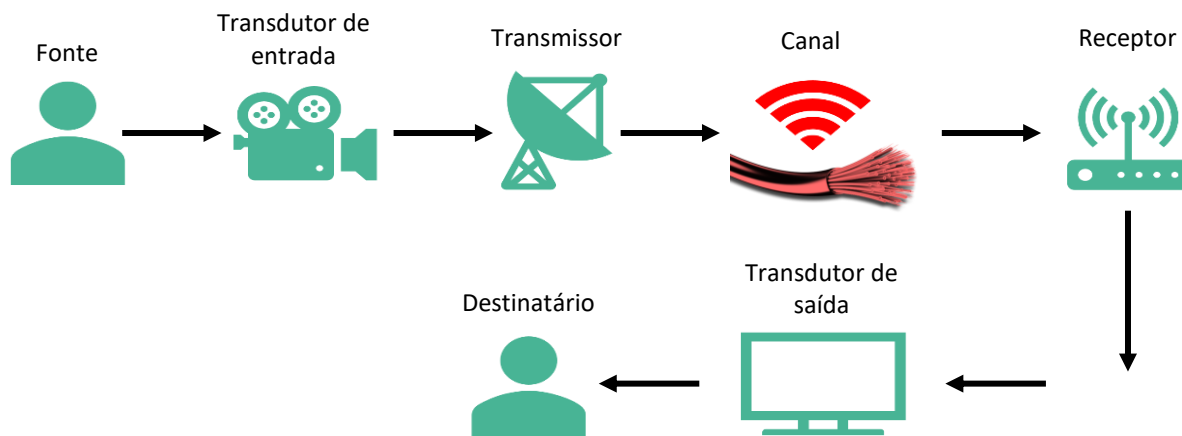 Fonte
Transdutor de
entrada
Transmissor
Canal
Receptor
Transdutor de
saída
Destinatário